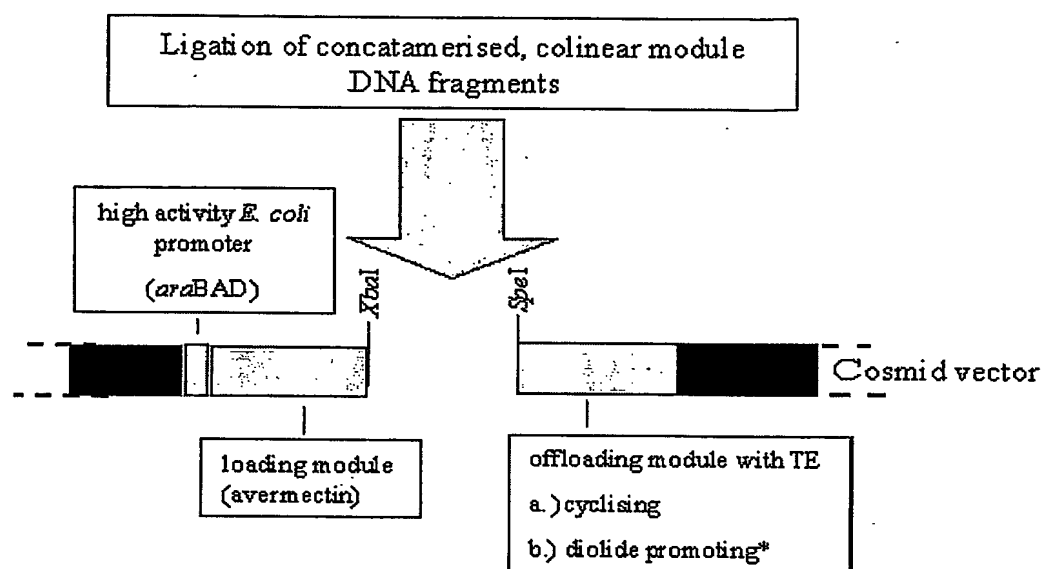 Ligation of concatamerised, colinear module
DNA fragments
high activity E. coli
promoter
(araBAD)
XbaI
SpeI
Cosmid vector
loading module
(avermectin)
offloading module with TE
a.) cyclising
b.) diolide promoting*